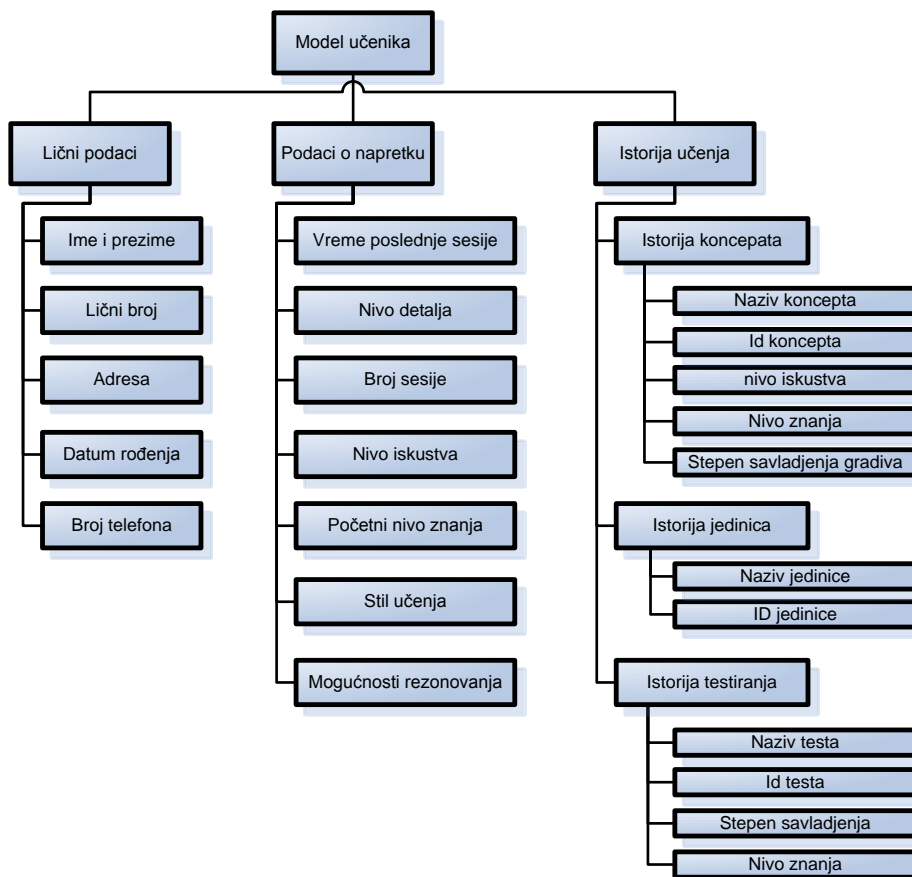 Model učenika
Lični podaci
Ime i prezime
Lični broj
Adresa
Datum rođenja
Broj telefona
Podaci o napretku
Vreme poslednje sesije
Nivo detalja
Broj sesije
Nivo iskustva
Početni nivo znanja
Stil učenja
Mogućnosti rezonovanja
Istorija učenja
Istorija koncepata
Naziv koncepta
Id koncepta
nivo iskustva
Nivo znanja
Stepen savladjenja gradiva
Istorija jedinica
Naziv jedinice
ID jedinice
Istorija testiranja
Naziv testa
Id testa
Stepen savladjenja
Nivo znanja